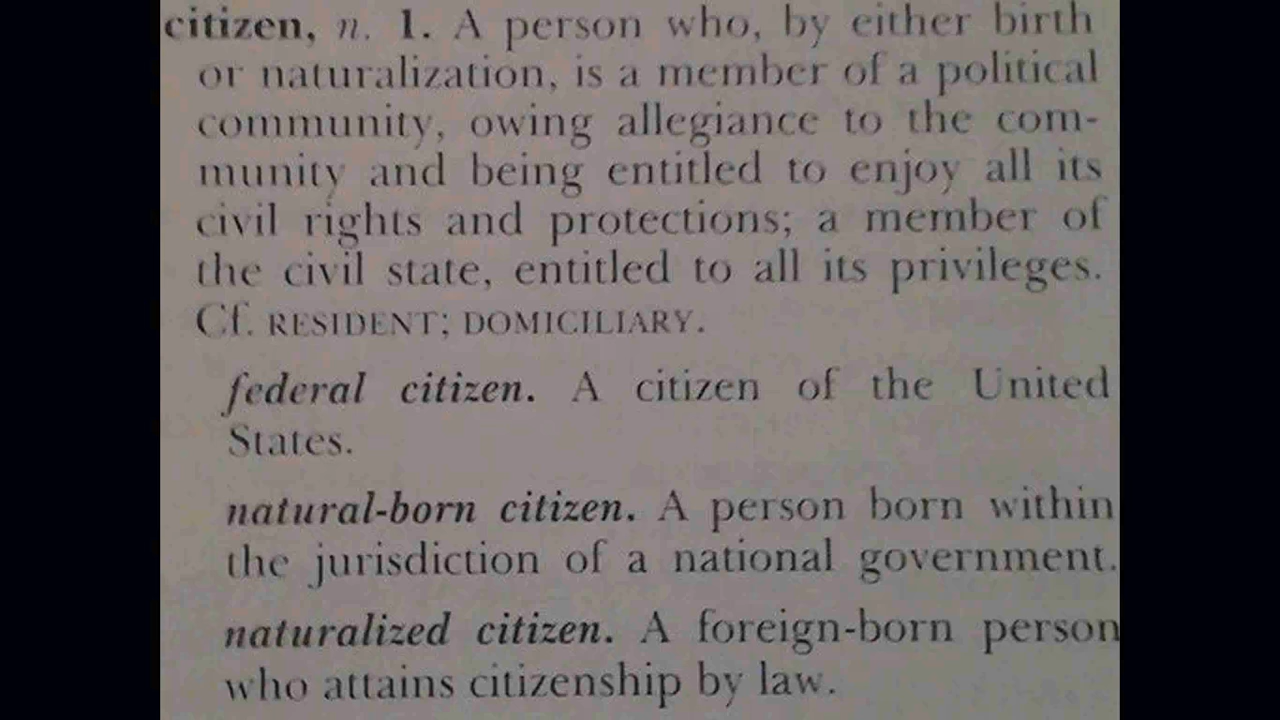 citizen, n. 1. A person who, by either birth
or naturalization, is a member of a political
community, owing allegiance to the com-
munity and being entitled to enjoy all its
civil rights and protections; a member of
the civil state, entitled to all its privileges.
Cf. RESIDENT; DOMICILIARY.
federal citizen. A citizen of the United
States.
natural-born citizen. A person born within
the jurisdiction of a national government.
naturalized citizen. A foreign-born person
who attains citizenship by law.